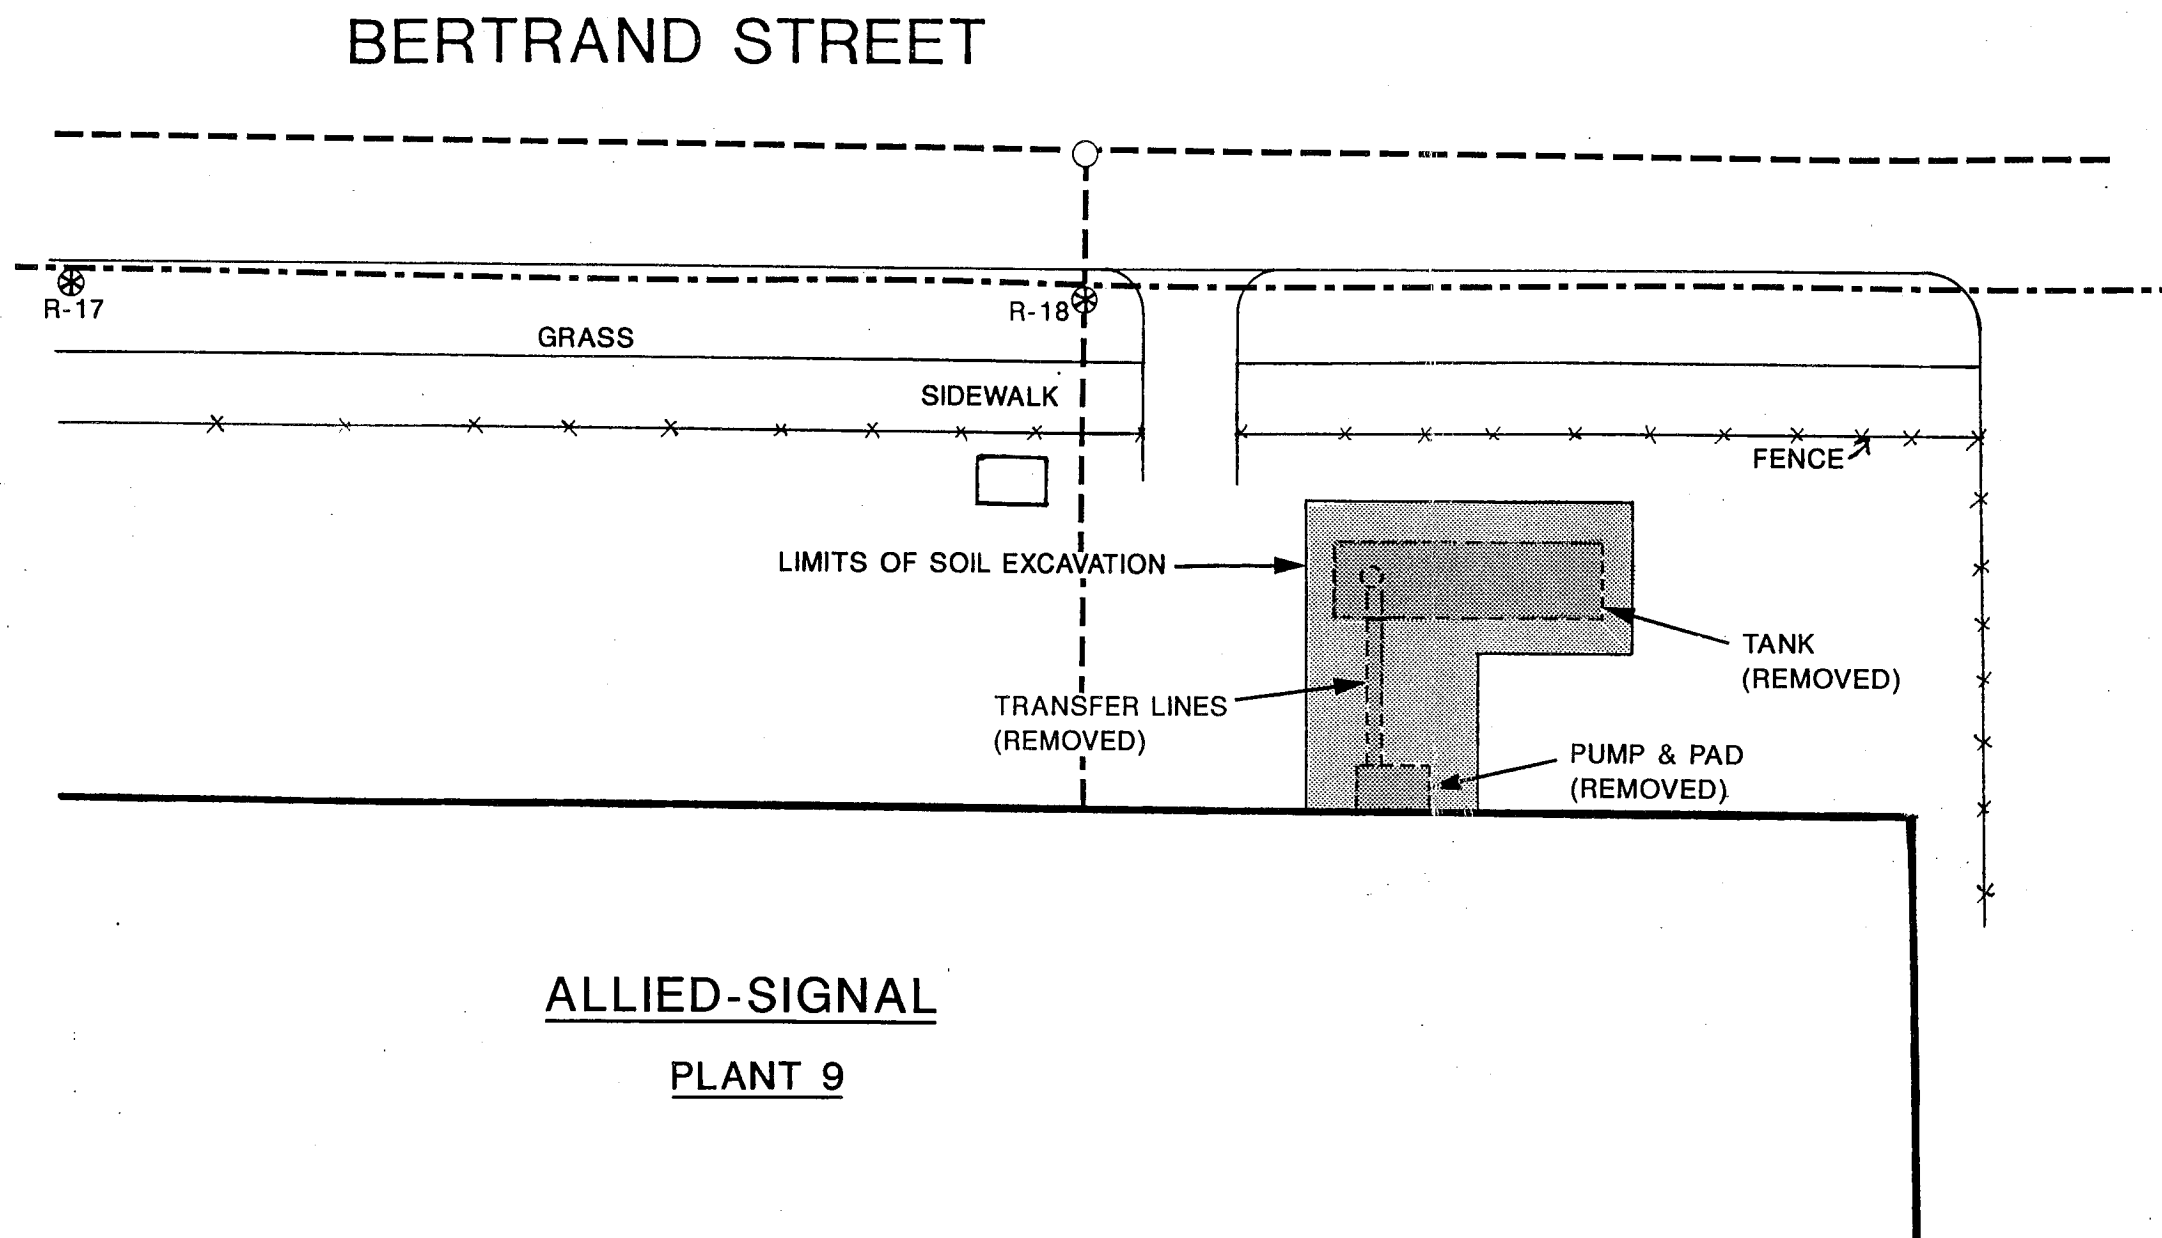 BERTRAND STREET
R-17
R-18
GRASS
SIDEWALK
FENCE
LIMITS OF SOIL EXCAVATION
TANK
(REMOVED)
TRANSFER LINES
(REMOVED)
PUMP & PAD
(REMOVED)
ALLIED-SIGNAL
PLANT 9